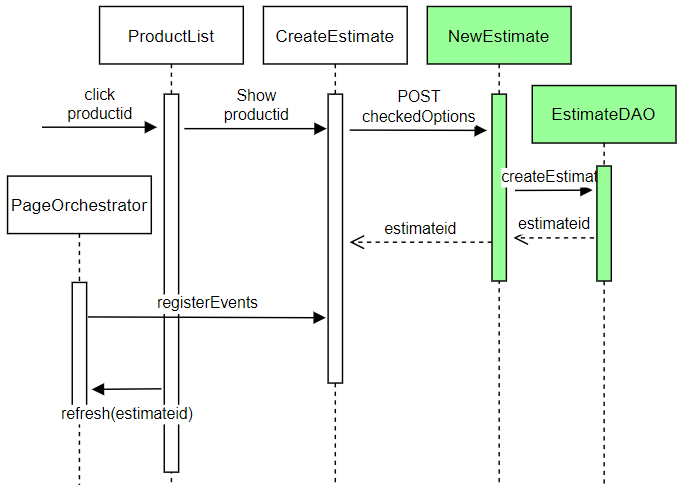 ProductList
CreateEstimate
NewEstimate
click
productid
Show
productid
POST
checkedOptions
EstimateDAO
createEstimat
PageOrchestrator
estimateid
estimateid
registerEvents
refresh(estimateid)